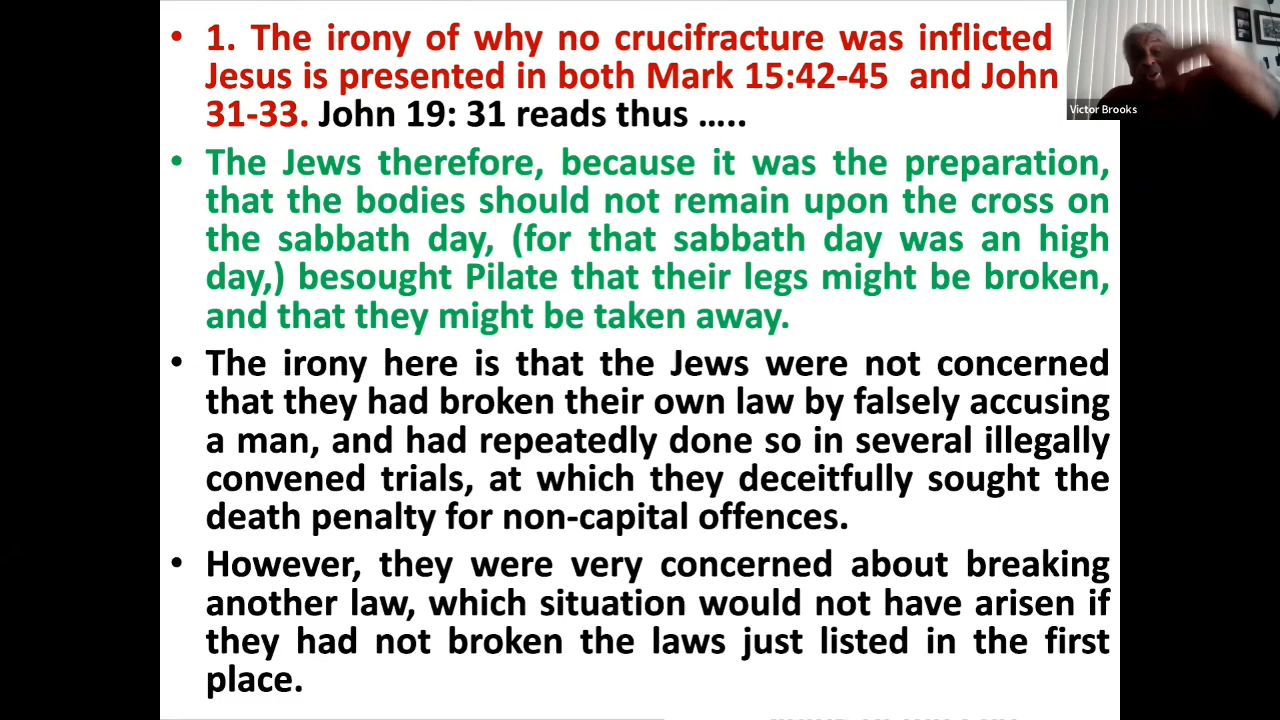 • 1. The irony of why no crucifracture was inflicted
Jesus is presented in both Mark 15:42-45 and John
31-33. John 19: 31 reads thus …..
• The Jews therefore, because it was the preparation,
that the bodies should not remain upon the cross on
the sabbath day, (for that sabbath day was an high
day,) besought Pilate that their legs might be broken,
and that they might be taken away.
• The irony here is that the Jews were not concerned
that they had broken their own law by falsely accusing
a man, and had repeatedly done so in several illegally
convened trials, at which they deceitfully sought the
death penalty for non-capital offences.
• However, they were very concerned about breaking
another law, which situation would not have arisen if
they had not broken the laws just listed in the first
place.
Victor Brooks